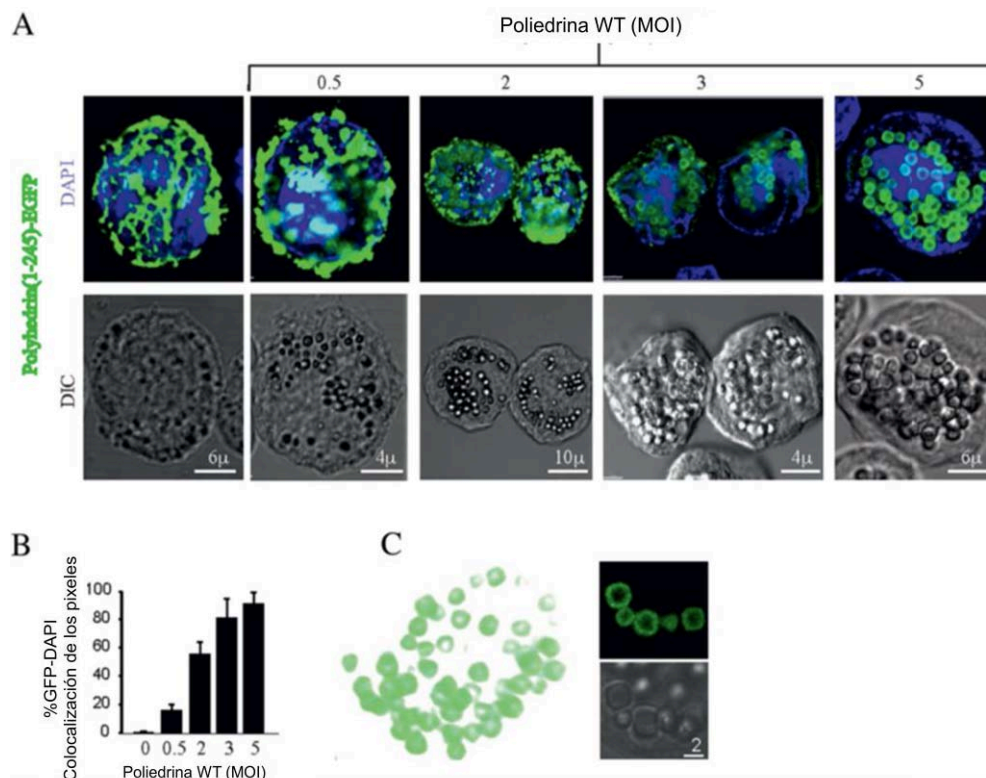 A
Poliedrina WT (MOI)
0.5 2 3 5
Polyhedrin(1-245)-EGFP
DAPI
DIC
6µ 4µ 10µ 4µ 6µ
B
%GFP-DAPI
Colocalización de los pixeles
100
80
60
40
20
0
0 0.5 2 3 5
Poliedrina WT (MOI)
C
2